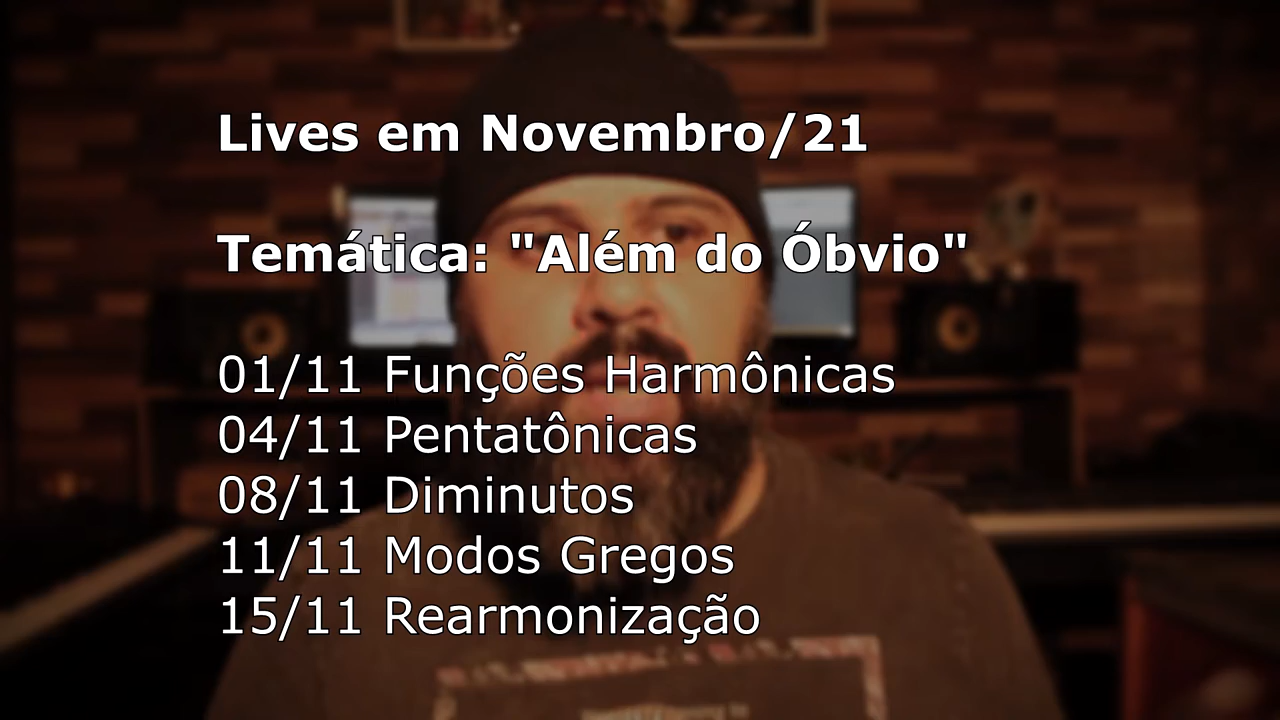 Lives em Novembro/21
Temática: "Além do Óbvio"
01/11 Funções Harmônicas
04/11 Pentatônicas
08/11 Diminutos
11/11 Modos Gregos
15/11 Rearmonização